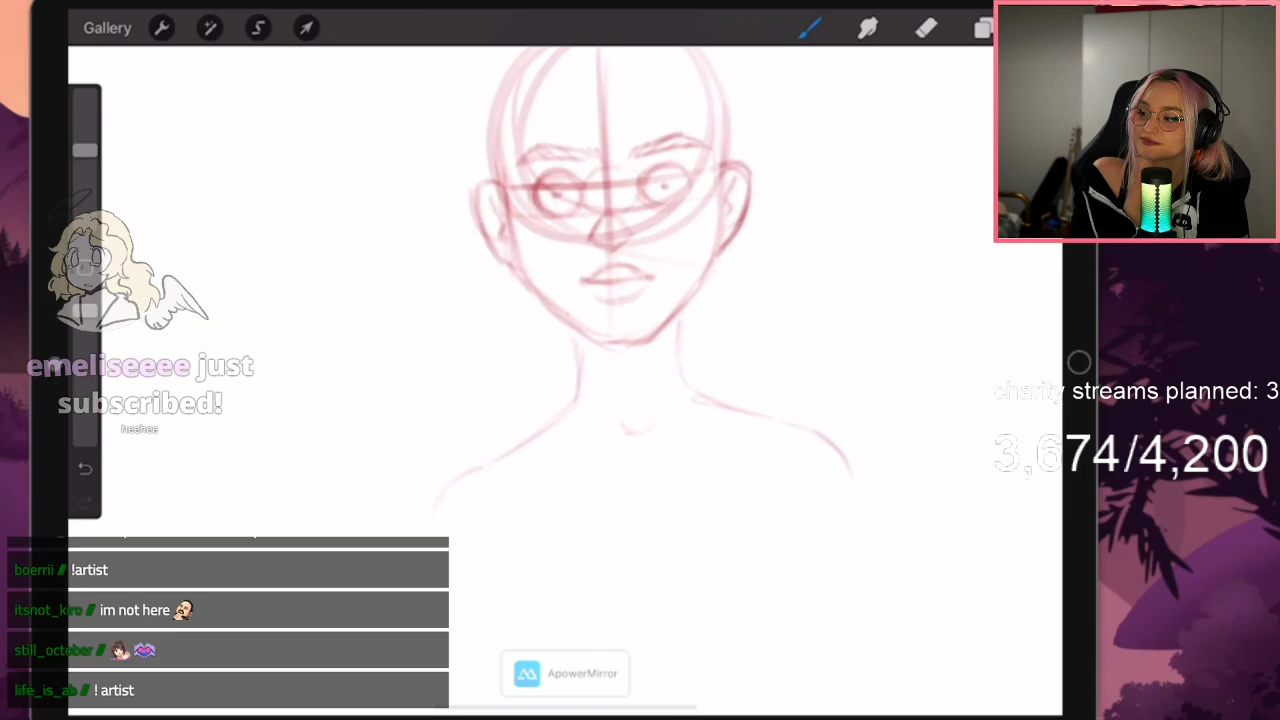 Gallery
emeliseeee just
subscribed!
heehee
charity streams planned: 3
3,674/4,200
boerrii // !artist
itsnot_kiro // im not here
still_october //
life_is_ab // ! artist
ApowerMirror